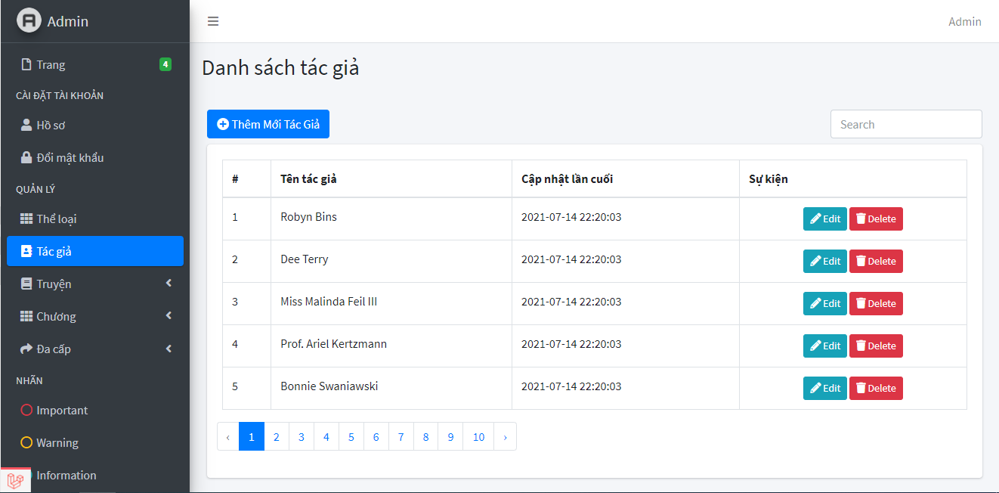 Admin
Admin
Trang 4
CÀI ĐẶT TÀI KHOẢN
Hồ sơ
Đổi mật khẩu
QUẢN LÝ
Thể loại
Tác giả
Truyện
Chương
Đa cấp
NHÃN
Important
Warning
Information
Danh sách tác giả
Thêm Mới Tác Giả
Search
# Tên tác giả Cập nhật lần cuối Sự kiện
1 Robyn Bins 2021-07-14 22:20:03 Edit Delete
2 Dee Terry 2021-07-14 22:20:03 Edit Delete
3 Miss Malinda Feil III 2021-07-14 22:20:03 Edit Delete
4 Prof. Ariel Kertzmann 2021-07-14 22:20:03 Edit Delete
5 Bonnie Swaniawski 2021-07-14 22:20:03 Edit Delete
‹ 1 2 3 4 5 6 7 8 9 10 ›